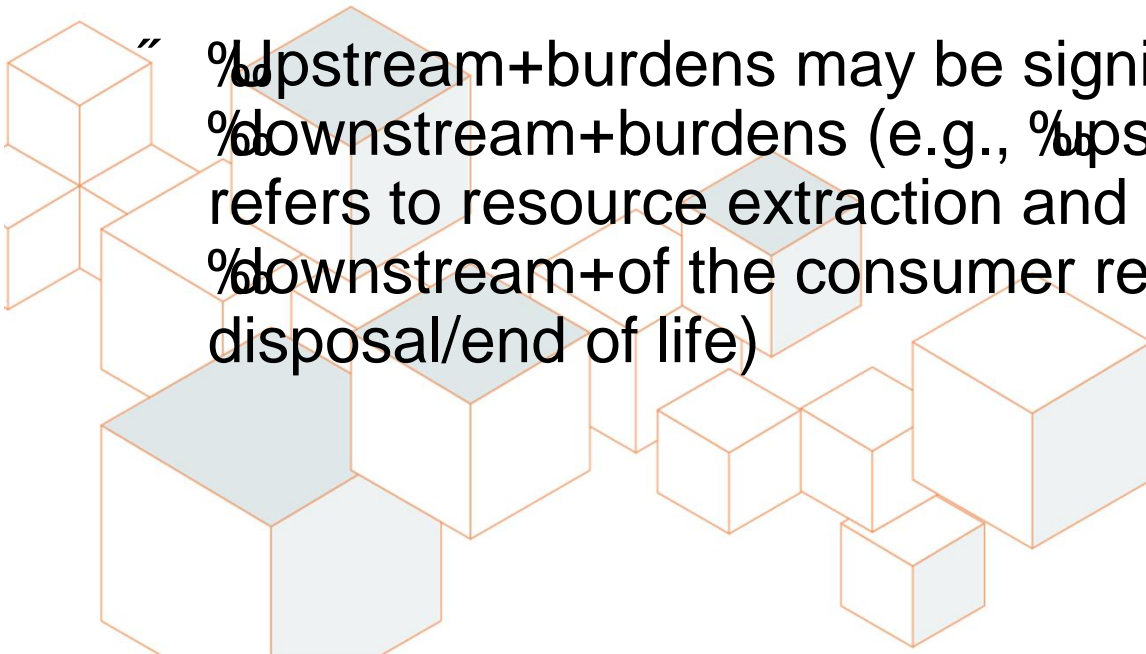 ˝ ‰Upstream+burdens may be signi
‰downstream+burdens (e.g., ‰ups
refers to resource extraction and
‰downstream+of the consumer re
disposal/end of life)